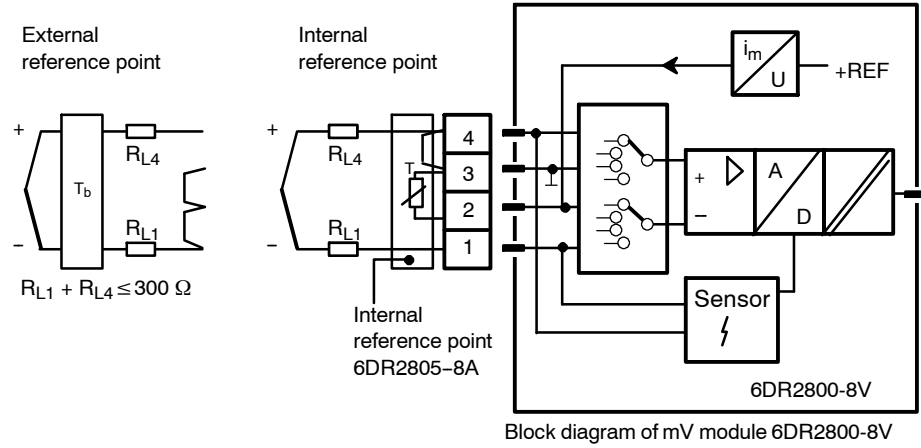 External
reference point
+
R_L4
T_b
R_L1
−
R_L1 + R_L4 ≤ 300 Ω
Internal
reference point
+
R_L4
T
R_L1
−
4
3
2
1
Internal
reference point
6DR2805−8A
i_m
U
+REF
+
−
A
D
Sensor
6DR2800-8V
Block diagram of mV module 6DR2800-8V